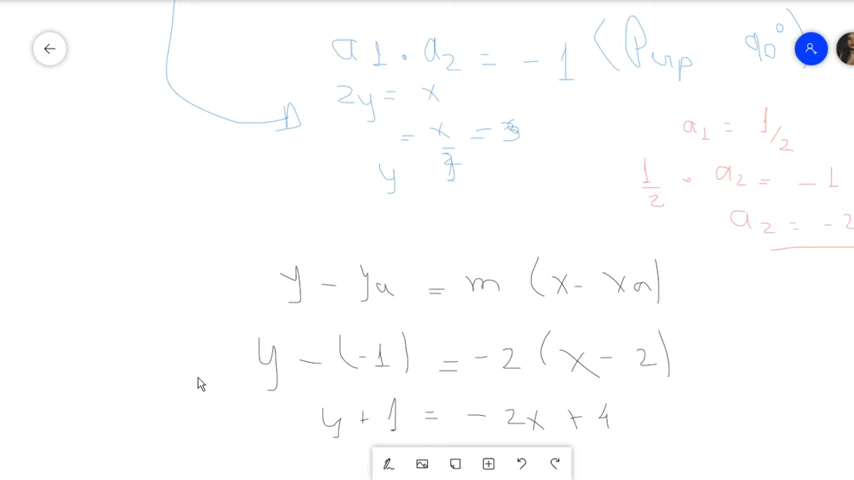 a1 · a2 = -1 (Perp 90°)
2y = x
a1 = 1/2
1/2 · a2 = -1
a2 = -2
y - ya = m (x - xa)
y - (-1) = -2 (x - 2)
y + 1 = -2x + 4